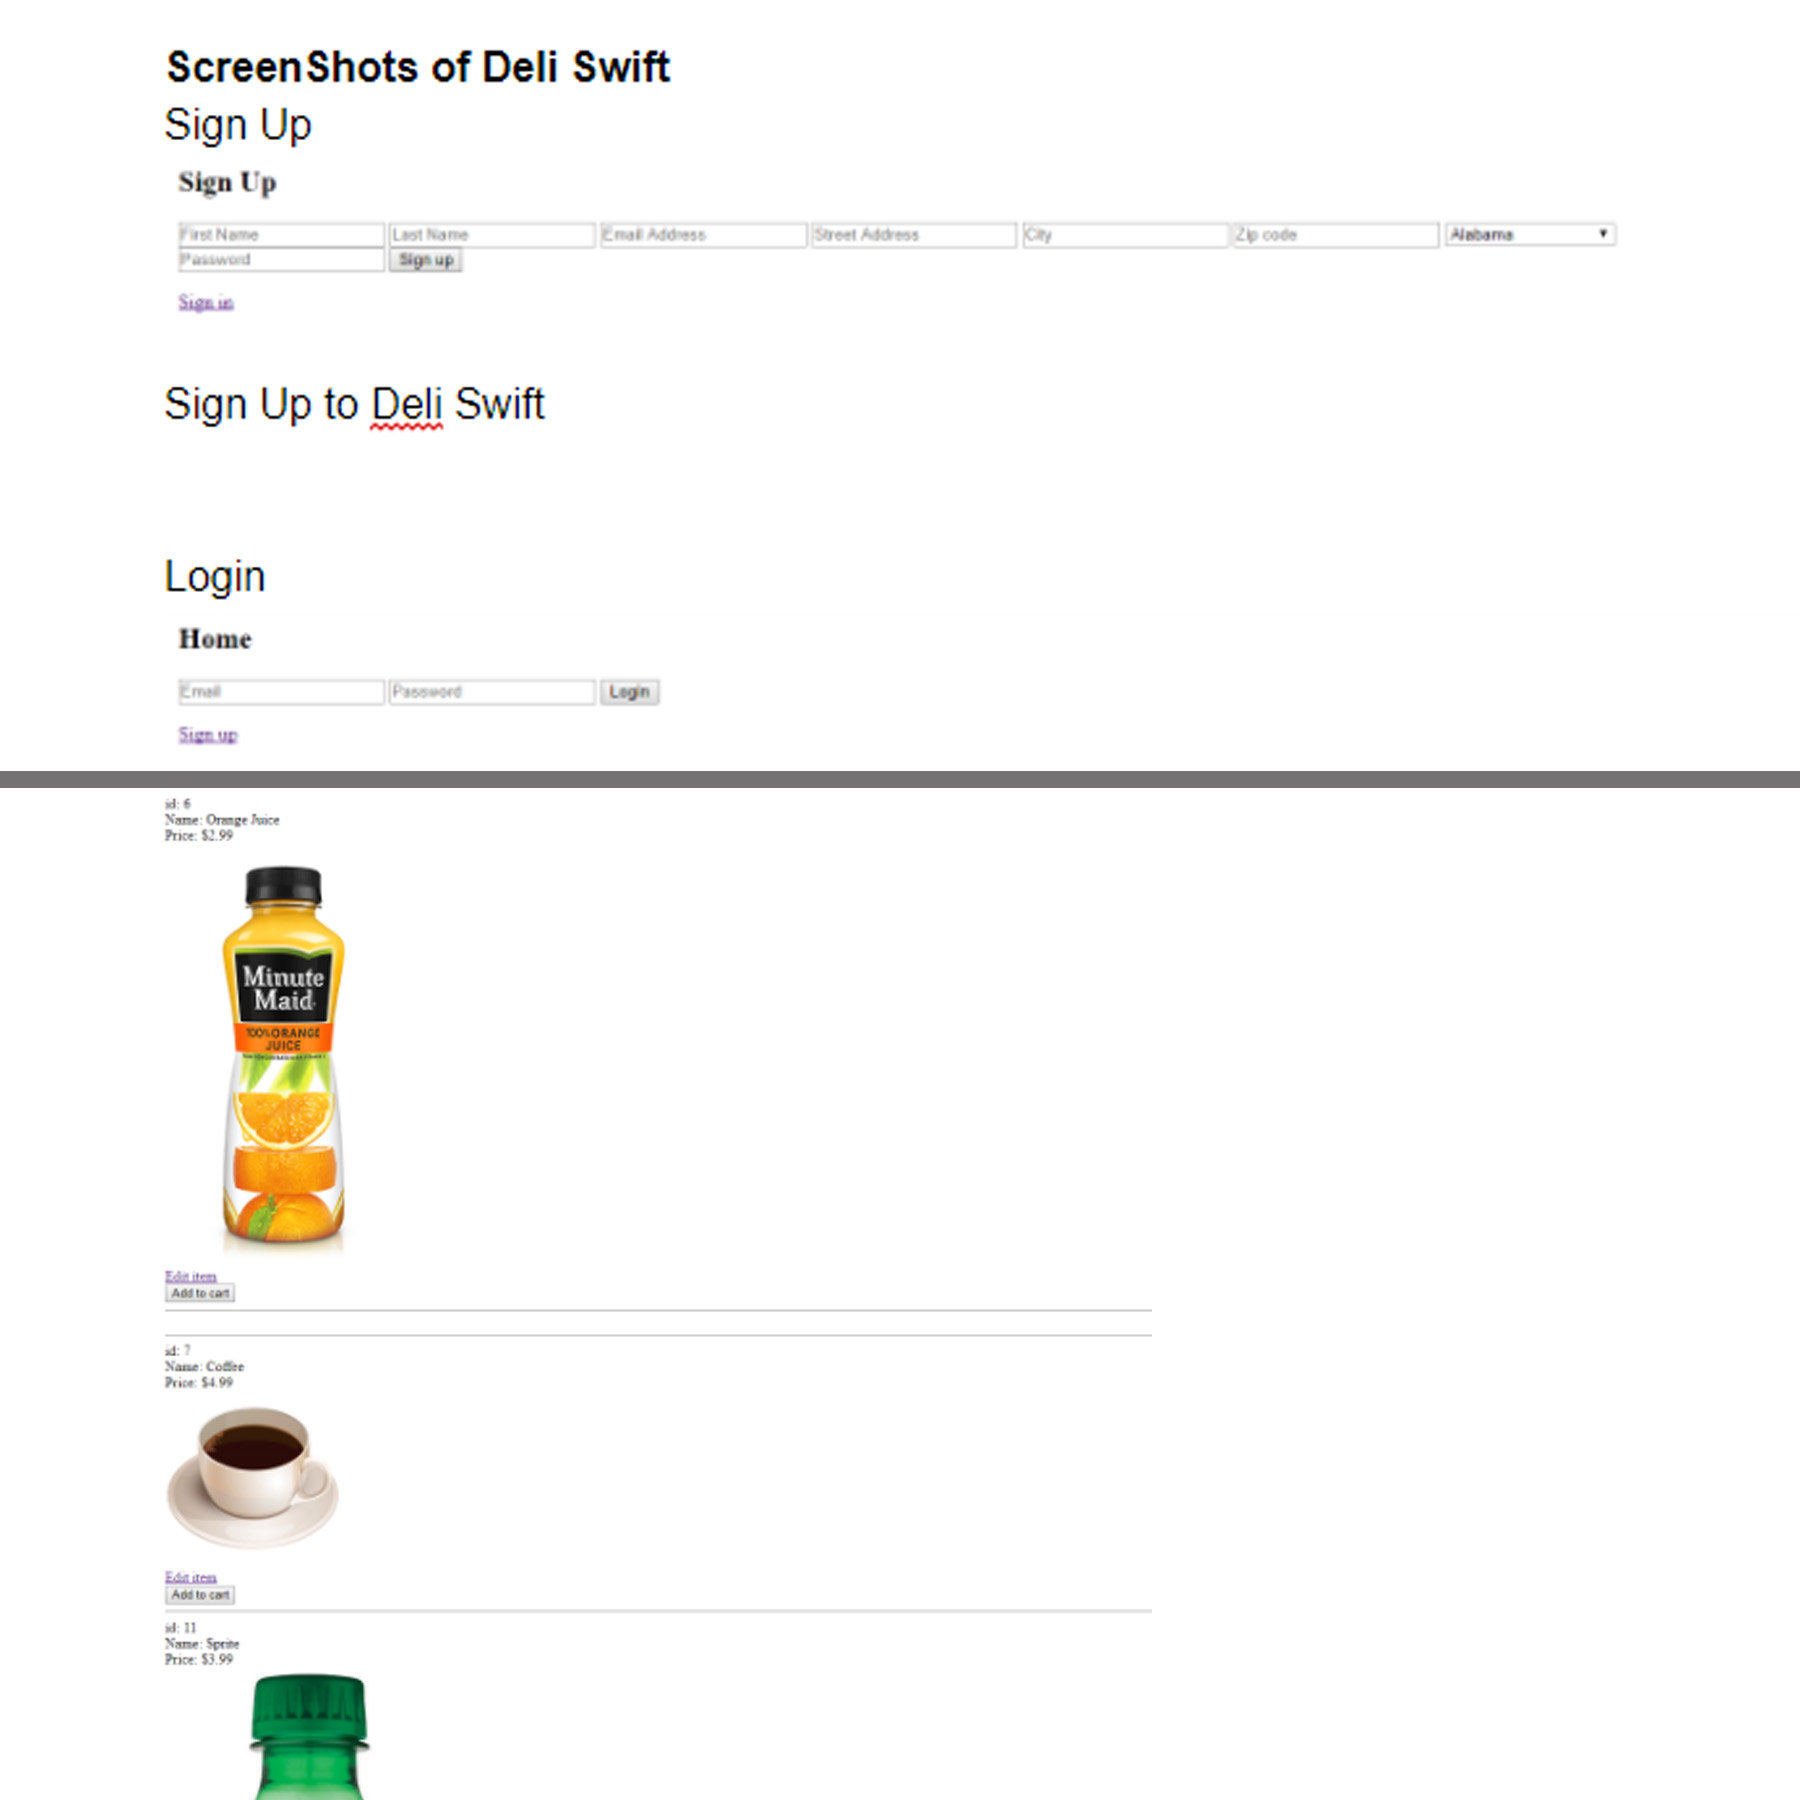 ScreenShots of Deli Swift
Sign Up
Sign Up
First Name Last Name Email Address Street Address City Zip code Alabama
Password Sign up
Sign in
Sign Up to Deli Swift
Login
Home
Email Password Login
Sign up
id: 6
Name: Orange Juice
Price: $2.99
Minute
Maid
100% ORANGE
JUICE
Edit item
Add to cart
id: 7
Name: Coffee
Price: $4.99
Edit item
Add to cart
id: 11
Name: Sprite
Price: $3.99